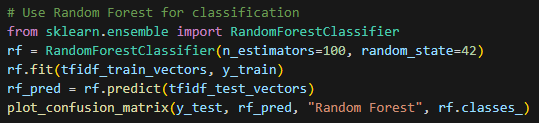 # Use Random Forest for classification
from sklearn.ensemble import RandomForestClassifier
rf = RandomForestClassifier(n_estimators=100, random_state=42)
rf.fit(tfidf_train_vectors, y_train)
rf_pred = rf.predict(tfidf_test_vectors)
plot_confusion_matrix(y_test, rf_pred, "Random Forest", rf.classes_)